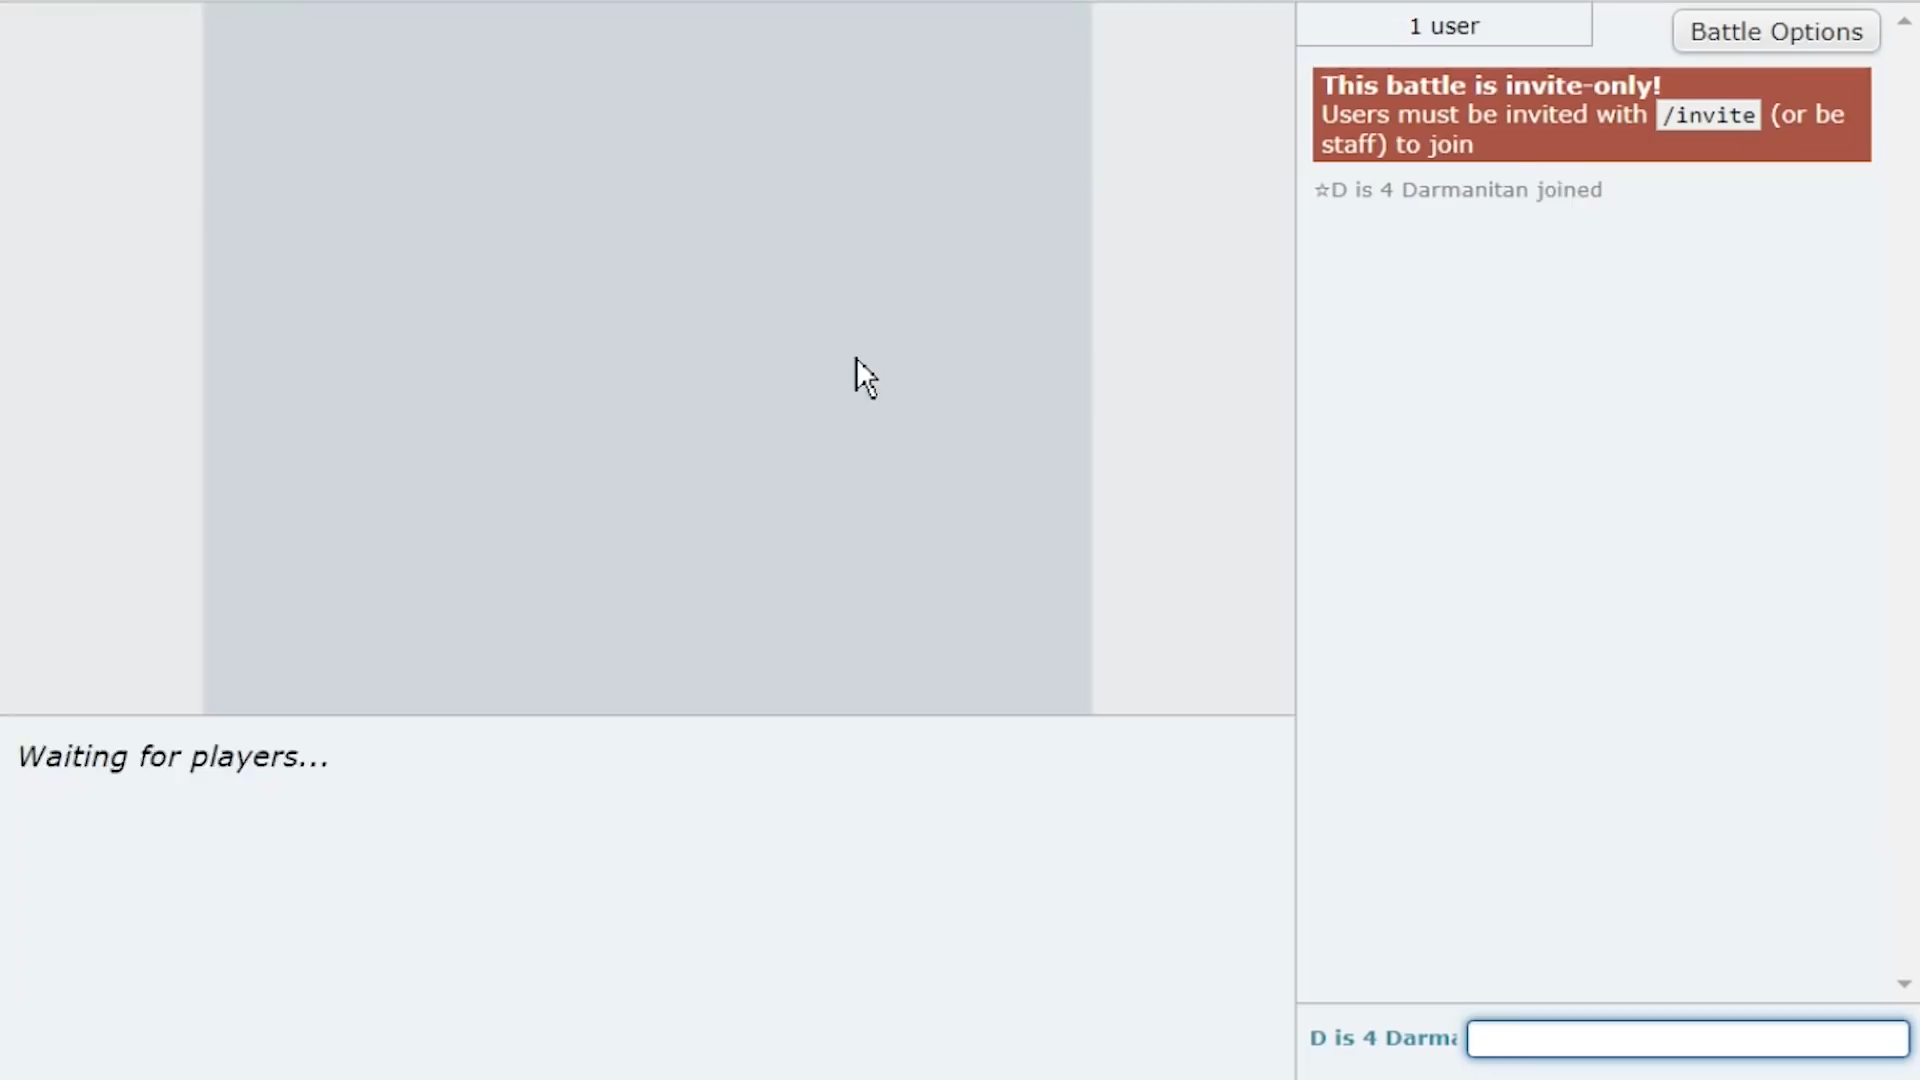 1 user
Battle Options
This battle is invite-only!
Users must be invited with /invite (or be
staff) to join
☆D is 4 Darmanitan joined
Waiting for players...
D is 4 Darma